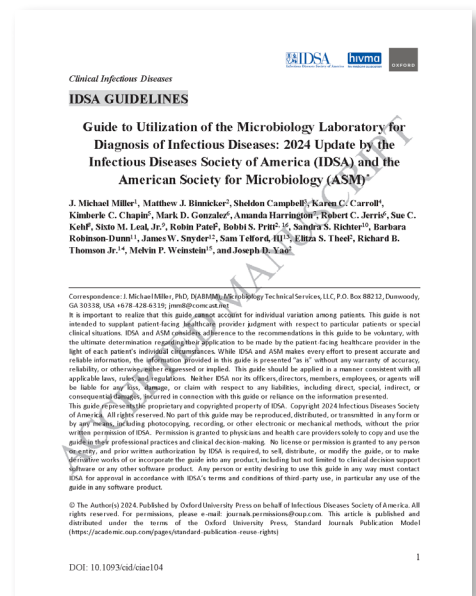 IDSA
Infectious Diseases Society of America
hivma
OXFORD
Clinical Infectious Diseases
IDSA GUIDELINES
Guide to Utilization of the Microbiology Laboratory for
Diagnosis of Infectious Diseases: 2024 Update by the
Infectious Diseases Society of America (IDSA) and the
American Society for Microbiology (ASM)*
J. Michael Miller1, Matthew J. Binnicker2, Sheldon Campbell3, Karen C. Carroll4,
Kimberle C. Chapin5, Mark D. Gonzalez6, Amanda Harrington7, Robert C. Jerris6, Sue C.
Kehl8, Sixto M. Leal, Jr.9, Robin Patel2, Bobbi S. Pritt2, 16, Sandra S. Richter10, Barbara
Robinson-Dunn11, James W. Snyder12, Sam Telford, III13, Elitza S. Theel2, Richard B.
Thomson Jr.14, Melvin P. Weinstein15, and Joseph D. Yao2
Correspondence: J. Michael Miller, PhD, D(ABMM), Microbiology Technical Services, LLC, P.O. Box 88212, Dunwoody,
GA 30338, USA +678-428-6319; jmm8@comcast.net
It is important to realize that this guide cannot account for individual variation among patients. This guide is not
intended to supplant patient-facing healthcare provider judgment with respect to particular patients or special
clinical situations. IDSA and ASM considers adherence to the recommendations in this guide to be voluntary, with
the ultimate determination regarding their application to be made by the patient-facing healthcare provider in the
light of each patient's individual circumstances. While IDSA and ASM makes every effort to present accurate and
reliable information, the information provided in this guide is presented "as is" without any warranty of accuracy,
reliability, or otherwise, either expressed or implied. This guide should be applied in a manner consistent with all
applicable laws, rules, and regulations. Neither IDSA nor its officers, directors, members, employees, or agents will
be liable for any loss, damage, or claim with respect to any liabilities, including direct, special, indirect, or
consequential damages, incurred in connection with this guide or reliance on the information presented.
This guide represents the proprietary and copyrighted property of IDSA. Copyright 2024 Infectious Diseases Society
of America. All rights reserved. No part of this guide may be reproduced, distributed, or transmitted in any form or
by any means, including photocopying, recording, or other electronic or mechanical methods, without the prior
written permission of IDSA. Permission is granted to physicians and health care providers solely to copy and use the
guide in their professional practices and clinical decision-making. No license or permission is granted to any person
or entity, and prior written authorization by IDSA is required, to sell, distribute, or modify the guide, or to make
derivative works of or incorporate the guide into any product, including but not limited to clinical decision support
software or any other software product. Any person or entity desiring to use this guide in any way must contact
IDSA for approval in accordance with IDSA's terms and conditions of third-party use, in particular any use of the
guide in any software product.
© The Author(s) 2024. Published by Oxford University Press on behalf of Infectious Diseases Society of America. All
rights reserved. For permissions, please e-mail: journals.permissions@oup.com. This article is published and
distributed under the terms of the Oxford University Press, Standard Journals Publication Model
(https://academic.oup.com/pages/standard-publication-reuse-rights)
1
DOI: 10.1093/cid/ciae104
ACCEPTED MANUSCRIPT